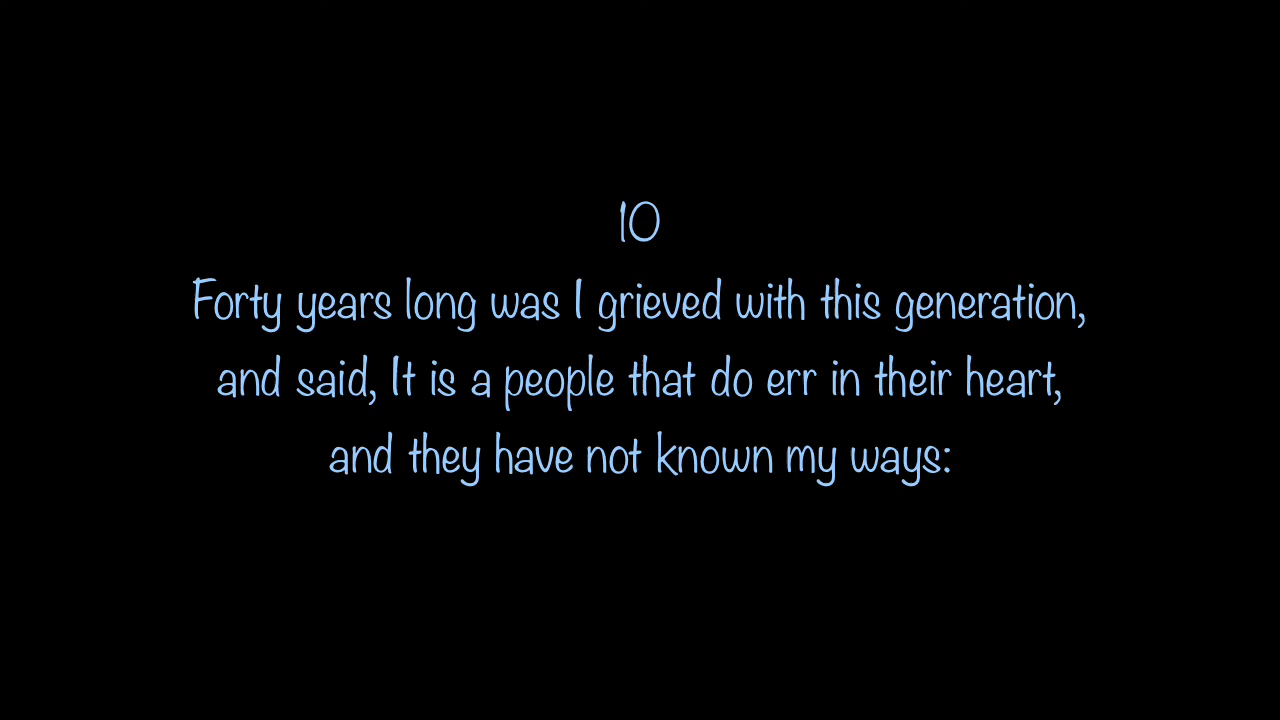 10
Forty years long was I grieved with this generation,
and said, It is a people that do err in their heart,
and they have not known my ways: